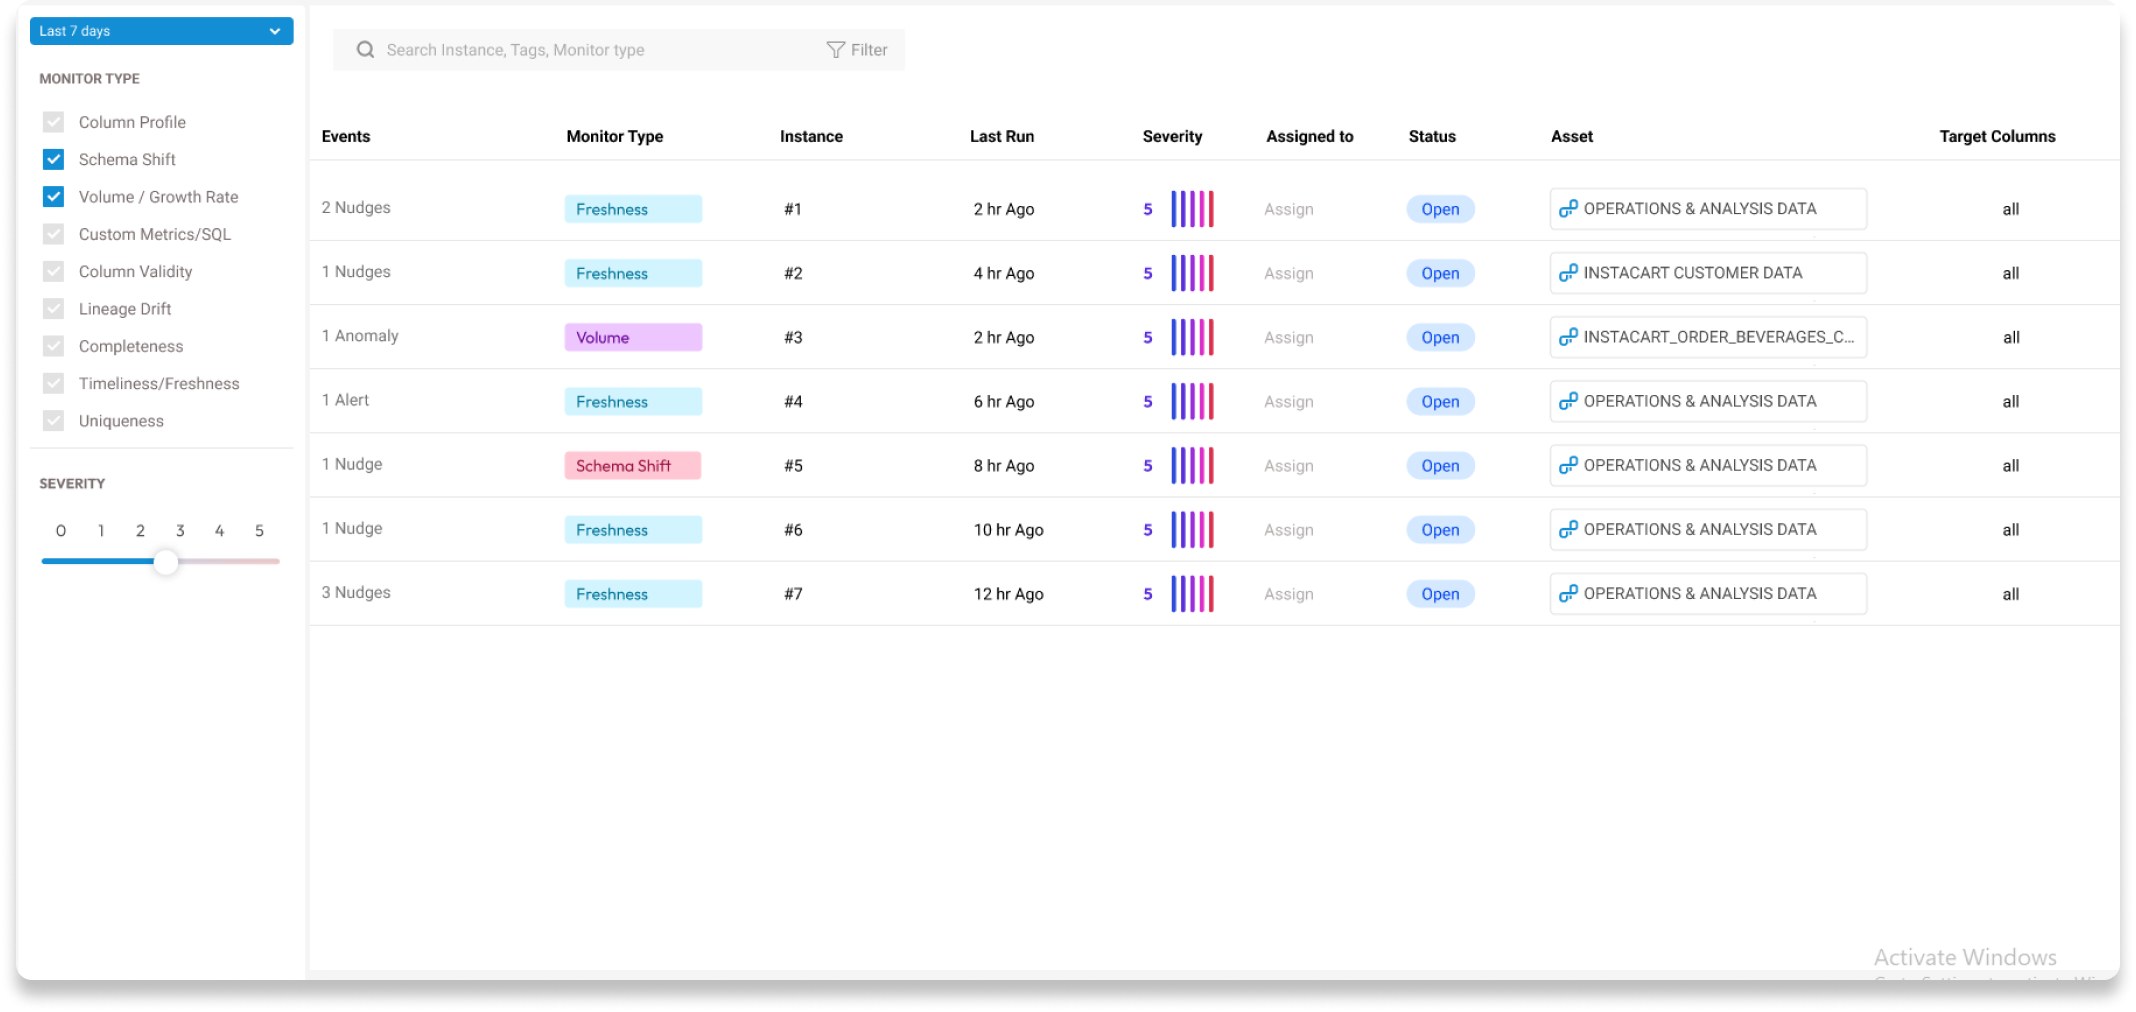 Last 7 days
MONITOR TYPE
Column Profile
Schema Shift
Volume / Growth Rate
Custom Metrics/SQL
Column Validity
Lineage Drift
Completeness
Timeliness/Freshness
Uniqueness
SEVERITY
0 1 2 3 4 5
Search Instance, Tags, Monitor type Filter
Events Monitor Type Instance Last Run Severity Assigned to Status Asset Target Columns
2 Nudges Freshness #1 2 hr Ago 5 Assign Open OPERATIONS & ANALYSIS DATA all
1 Nudges Freshness #2 4 hr Ago 5 Assign Open INSTACART CUSTOMER DATA all
1 Anomaly Volume #3 2 hr Ago 5 Assign Open INSTACART_ORDER_BEVERAGES_C... all
1 Alert Freshness #4 6 hr Ago 5 Assign Open OPERATIONS & ANALYSIS DATA all
1 Nudge Schema Shift #5 8 hr Ago 5 Assign Open OPERATIONS & ANALYSIS DATA all
1 Nudge Freshness #6 10 hr Ago 5 Assign Open OPERATIONS & ANALYSIS DATA all
3 Nudges Freshness #7 12 hr Ago 5 Assign Open OPERATIONS & ANALYSIS DATA all
Activate Windows